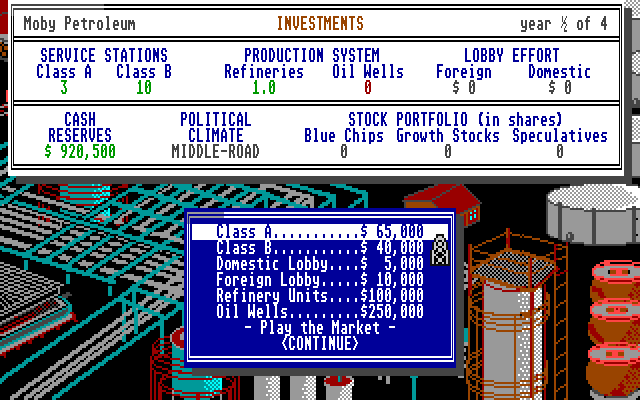 Moby Petroleum INVESTMENTS year ½ of 4
SERVICE STATIONS PRODUCTION SYSTEM LOBBY EFFORT
Class A Class B Refineries Oil Wells Foreign Domestic
3 10 1.0 0 $ 0 $ 0
CASH POLITICAL STOCK PORTFOLIO (in shares)
RESERVES CLIMATE Blue Chips Growth Stocks Speculatives
$ 920,500 MIDDLE-ROAD 0 0 0
Class A...........$ 65,000
Class B...........$ 40,000
Domestic Lobby....$ 5,000
Foreign Lobby.....$ 10,000
Refinery Units....$100,000
Oil Wells.........$250,000
- Play the Market -
<CONTINUE>